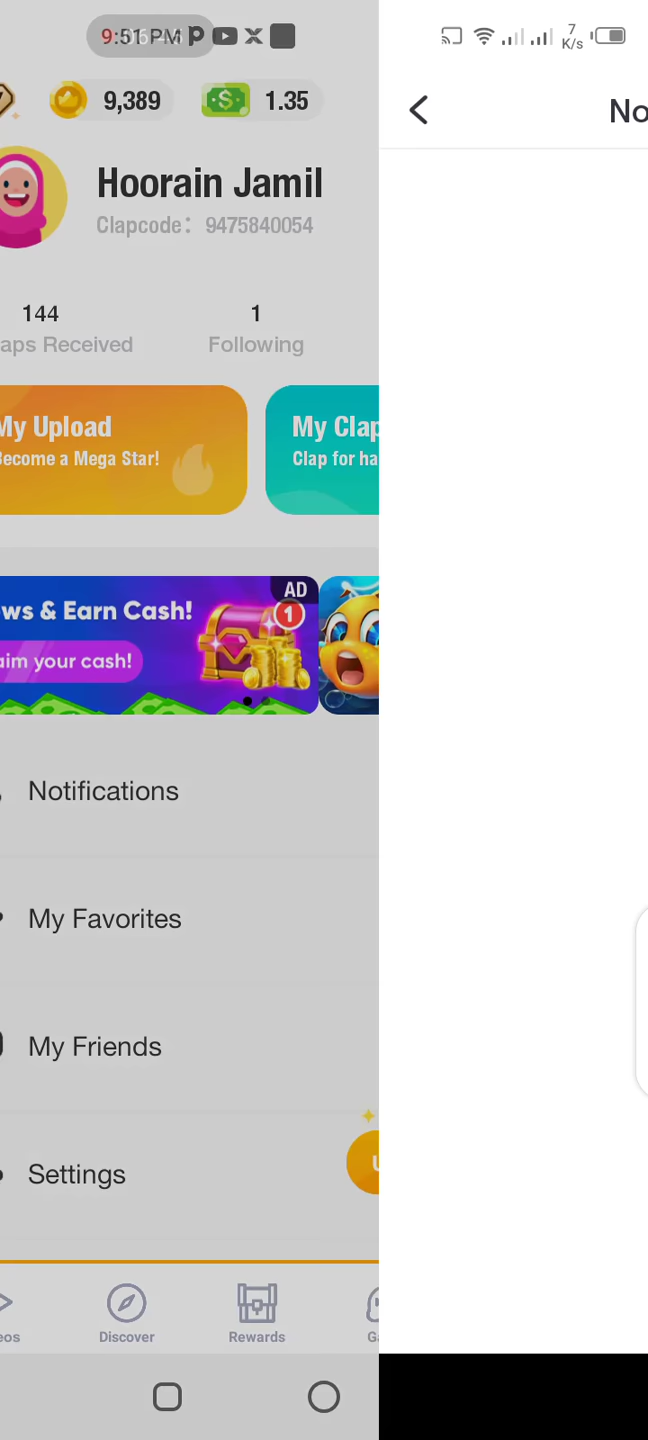 9:51 PM
7
K/s
9,389
1.35
No
Hoorain Jamil
Clapcode: 9475840054
144
1
aps Received
Following
My Upload
Become a Mega Star!
My Clap
Clap for ha
AD
1
ws & Earn Cash!
aim your cash!
Notifications
My Favorites
My Friends
Settings
U
eos
Discover
Rewards
Ga